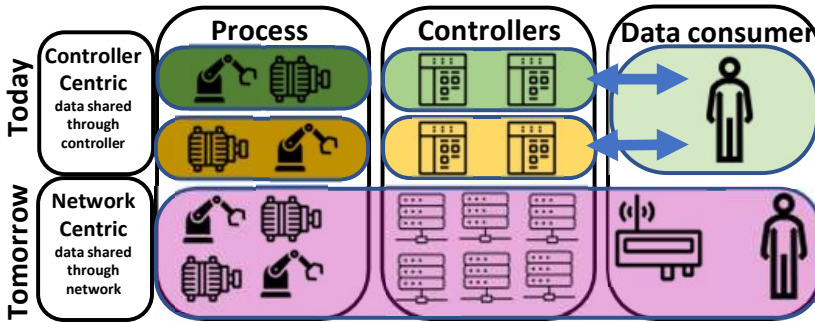 Process
Controllers
Data consumer
Today
Controller
Centric
data shared
through
controller
Tomorrow
Network
Centric
data shared
through
network